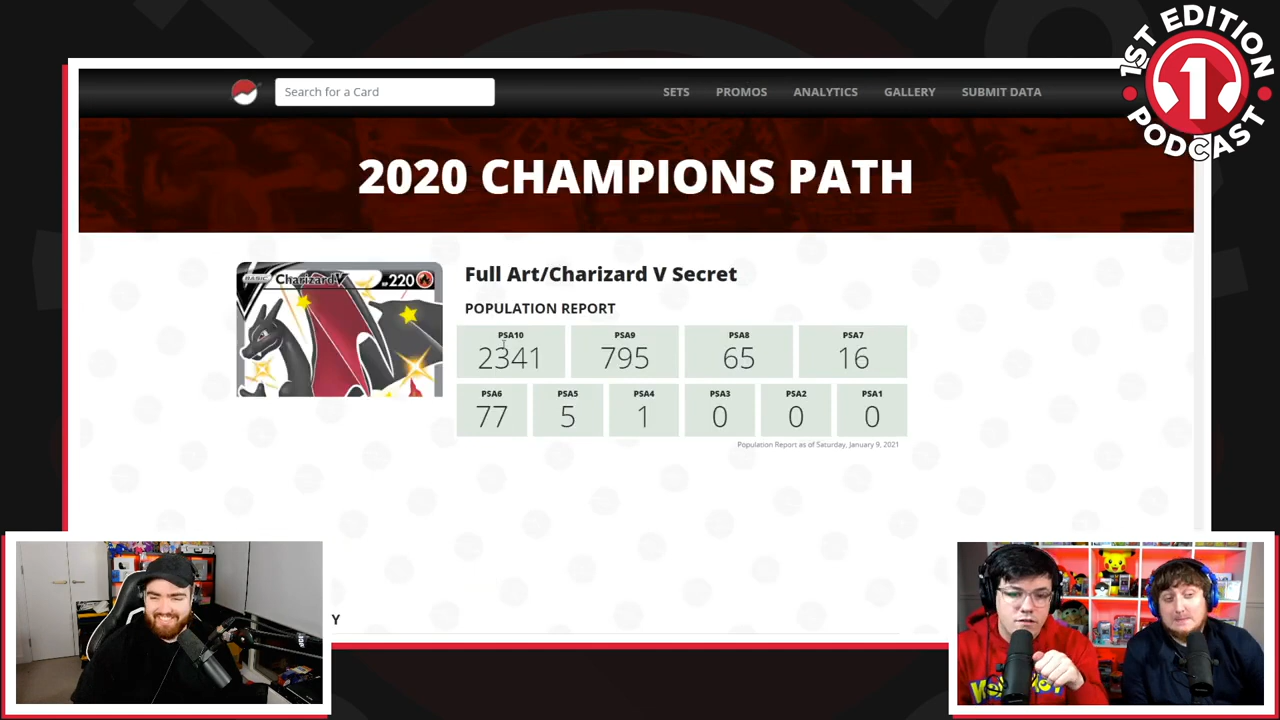 1ST EDITION
1
PODCAST
Search for a Card
SETS PROMOS ANALYTICS GALLERY SUBMIT DATA
2020 CHAMPIONS PATH
BASIC Charizard V HP 220
Full Art/Charizard V Secret
POPULATION REPORT
PSA10 PSA9 PSA8 PSA7
2341 795 65 16
PSA6 PSA5 PSA4 PSA3 PSA2 PSA1
77 5 1 0 0 0
Population Report as of Saturday, January 9, 2021
Y